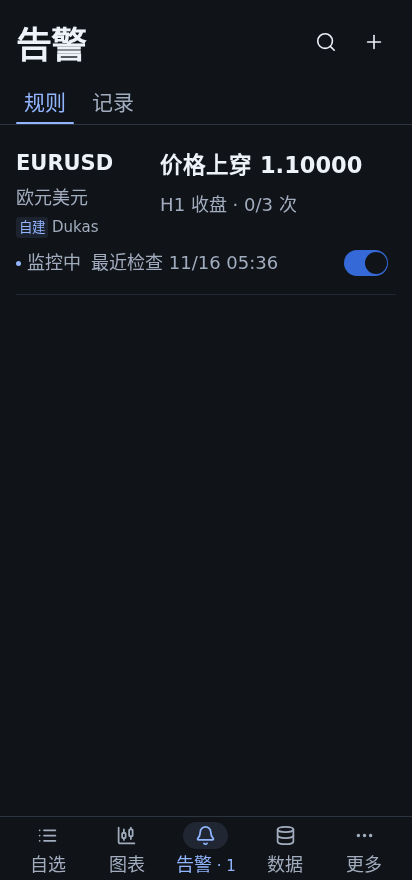 告警
规则 记录
EURUSD 价格上穿 1.10000
欧元美元 H1 收盘 · 0/3 次
自建 Dukas
监控中 最近检查 11/16 05:36
自选 图表 告警 · 1 数据 更多